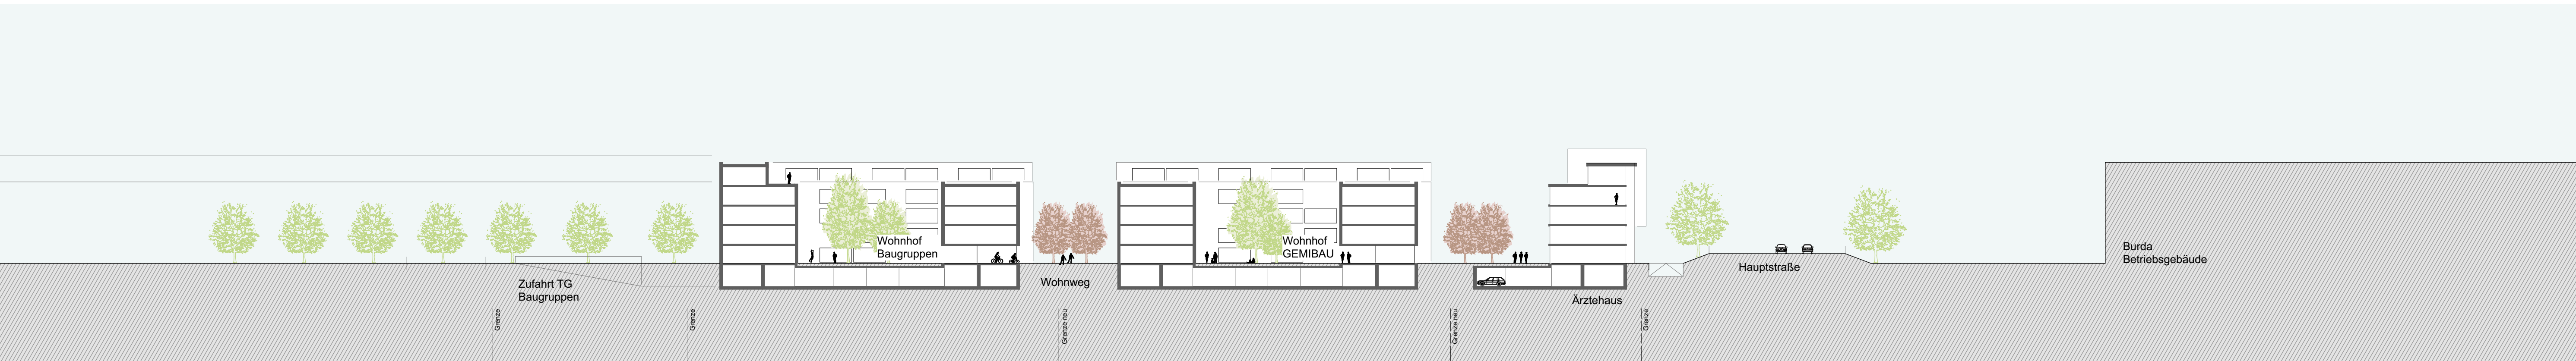 Wohnhof
Baugruppen
Wohnhof
GEMIBAU
Burda
Betriebsgebäude
Hauptstraße
Zufahrt TG
Baugruppen
Wohnweg
Ärztehaus
Grenze
Grenze
Grenze neu
Grenze neu
Grenze